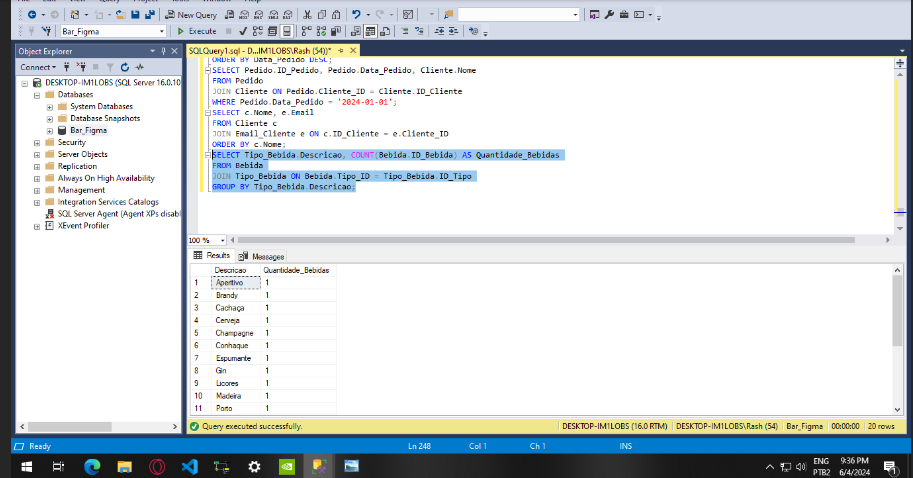 New Query
Bar_Figma
Execute
Object Explorer
SQLQuery1.sql - D...IM1LOBS\Rash (54))*
Connect
DESKTOP-IM1LOBS (SQL Server 16.0.10
Databases
System Databases
Database Snapshots
Bar_Figma
Security
Server Objects
Replication
Always On High Availability
Management
Integration Services Catalogs
SQL Server Agent (Agent XPs disabl
XEvent Profiler
ORDER BY Data_Pedido DESC;
SELECT Pedido.ID_Pedido, Pedido.Data_Pedido, Cliente.Nome
FROM Pedido
JOIN Cliente ON Pedido.Cliente_ID = Cliente.ID_Cliente
WHERE Pedido.Data_Pedido = '2024-01-01';
SELECT c.Nome, e.Email
FROM Cliente c
JOIN Email_Cliente e ON c.ID_Cliente = e.Cliente_ID
ORDER BY c.Nome;
SELECT Tipo_Bebida.Descricao, COUNT(Bebida.ID_Bebida) AS Quantidade_Bebidas
FROM Bebida
JOIN Tipo_Bebida ON Bebida.Tipo_ID = Tipo_Bebida.ID_Tipo
GROUP BY Tipo_Bebida.Descricao;
100 %
Results Messages
Descricao Quantidade_Bebidas
1 Aperitivo 1
2 Brandy 1
3 Cachaça 1
4 Cerveja 1
5 Champagne 1
6 Conhaque 1
7 Espumante 1
8 Gin 1
9 Licores 1
10 Madeira 1
11 Porto 1
Query executed successfully. DESKTOP-IM1LOBS (16.0 RTM) DESKTOP-IM1LOBS\Rash (54) Bar_Figma 00:00:00 20 rows
Ready Ln 248 Col 1 Ch 1 INS
ENG 9:36 PM
PTB2 6/4/2024